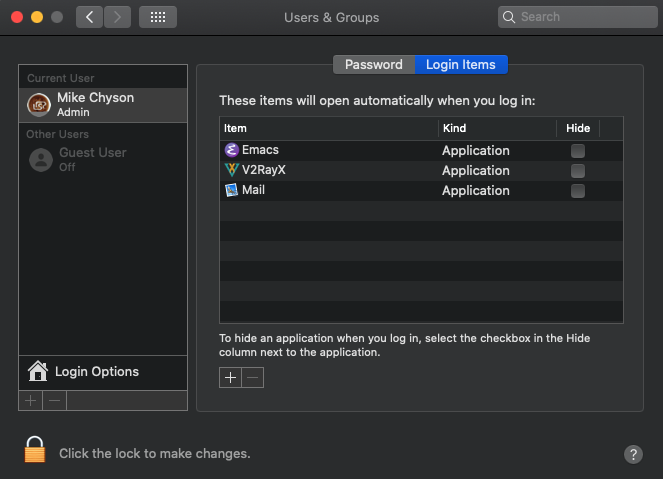 Users & Groups
Search
Current User
Mike Chyson
Admin
Other Users
Guest User
Off
Login Options
Password
Login Items
These items will open automatically when you log in:
Item Kind Hide
Emacs Application
V2RayX Application
Mail Application
To hide an application when you log in, select the checkbox in the Hide
column next to the application.
+ −
+ −
Click the lock to make changes.
?